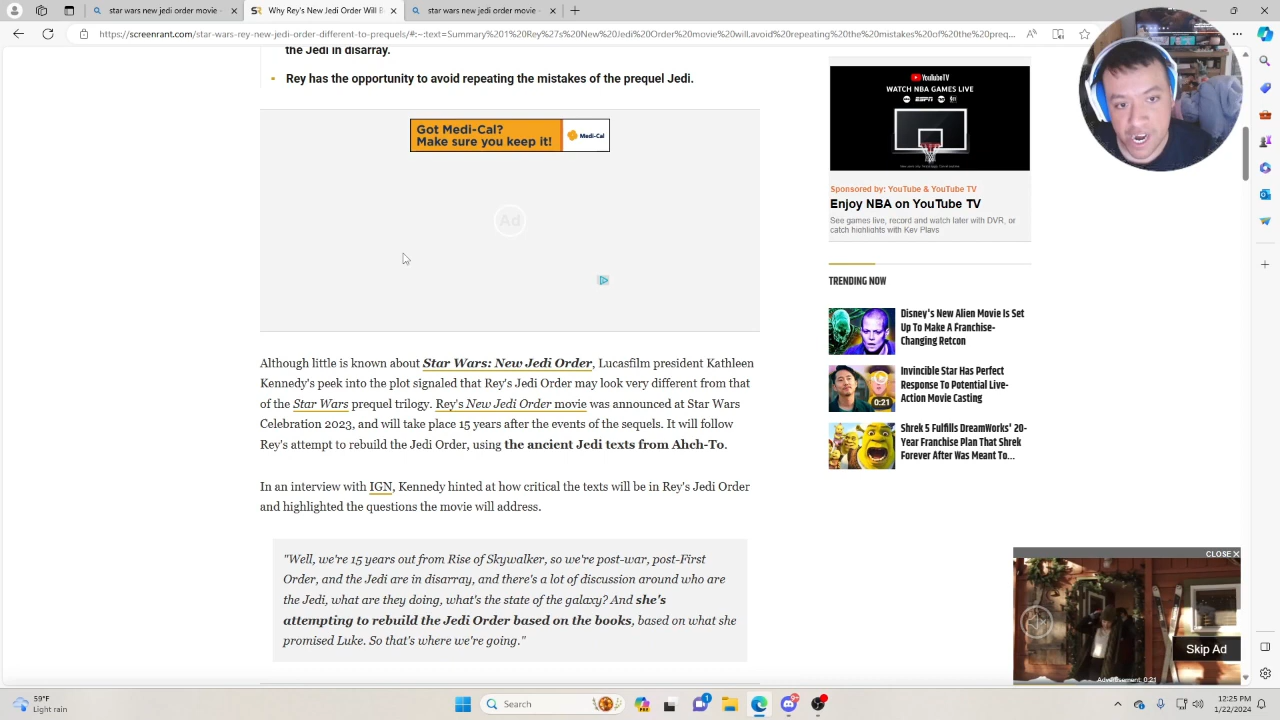 Rey's New Jedi Order Will R
star wars new jedi order movie
https://screenrant.com/star-wars-rey-new-jedi-order-different-to-prequels/#:~:text=Summary%201%20Rey%27s%20New%20Jedi%20Order%20movie%20will,avoid%20repeating%20the%20mistakes%20of%20the%20preq...
the Jedi in disarray.
Rey has the opportunity to avoid repeating the mistakes of the prequel Jedi.
Got Medi-Cal?
Make sure you keep it!
Medi-Cal
Ad
Although little is known about Star Wars: New Jedi Order, Lucasfilm president Kathleen
Kennedy's peek into the plot signaled that Rey's Jedi Order may look very different from that
of the Star Wars prequel trilogy. Rey's New Jedi Order movie was announced at Star Wars
Celebration 2023, and will take place 15 years after the events of the sequels. It will follow
Rey's attempt to rebuild the Jedi Order, using the ancient Jedi texts from Ahch-To.
In an interview with IGN, Kennedy hinted at how critical the texts will be in Rey's Jedi Order
and highlighted the questions the movie will address.
"Well, we're 15 years out from Rise of Skywalker, so we're post-war, post-First
Order, and the Jedi are in disarray, and there's a lot of discussion around who are
the Jedi, what are they doing, what's the state of the galaxy? And she's
attempting to rebuild the Jedi Order based on the books, based on what she
promised Luke. So that's where we're going."
YouTubeTV
WATCH NBA GAMES LIVE
ESPN
Sponsored by: YouTube & YouTube TV
Enjoy NBA on YouTube TV
See games live, record and watch later with DVR, or
catch highlights with Key Plays
TRENDING NOW
Disney's New Alien Movie Is Set
Up To Make A Franchise-
Changing Retcon
0:21
Invincible Star Has Perfect
Response To Potential Live-
Action Movie Casting
Shrek 5 Fulfills DreamWorks' 20-
Year Franchise Plan That Shrek
Forever After Was Meant To...
CLOSE X
Skip Ad
Advertisement: 0:21
59°F
Light rain
Search
12:25 PM